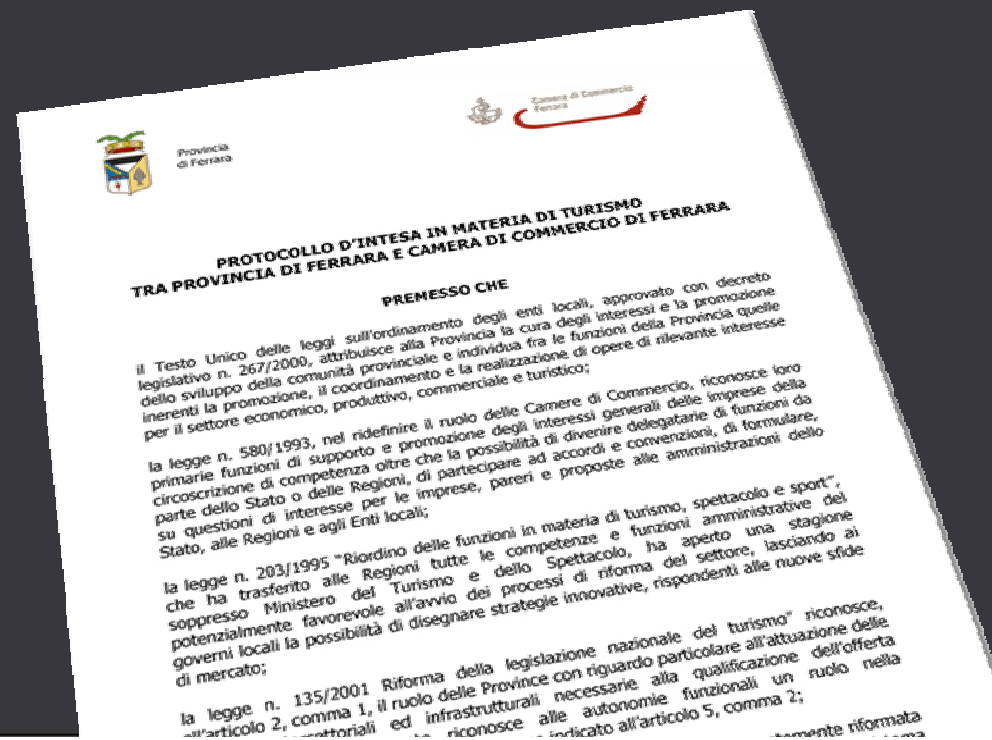 Provincia
di Ferrara
Camera di Commercio
Ferrara
PROTOCOLLO D'INTESA IN MATERIA DI TURISMO
TRA PROVINCIA DI FERRARA E CAMERA DI COMMERCIO DI FERRARA
PREMESSO CHE
il Testo Unico delle leggi sull'ordinamento degli enti locali, approvato con decreto
legislativo n. 267/2000, attribuisce alla Provincia la cura degli interessi e la promozione
dello sviluppo della comunità provinciale e individua fra le funzioni della Provincia quelle
inerenti la promozione, il coordinamento e la realizzazione di opere di rilevante interesse
per il settore economico, produttivo, commerciale e turistico;
la legge n. 580/1993, nel ridefinire il ruolo delle Camere di Commercio, riconosce loro
primarie funzioni di supporto e promozione degli interessi generali delle imprese della
circoscrizione di competenza oltre che la possibilità di divenire delegatarie di funzioni da
parte dello Stato o delle Regioni, di partecipare ad accordi e convenzioni, di formulare,
su questioni di interesse per le imprese, pareri e proposte alle amministrazioni dello
Stato, alle Regioni e agli Enti locali;
la legge n. 203/1995 "Riordino delle funzioni in materia di turismo, spettacolo e sport",
che ha trasferito alle Regioni tutte le competenze e funzioni amministrative del
soppresso Ministero del Turismo e dello Spettacolo, ha aperto una stagione
potenzialmente favorevole all'avvio dei processi di riforma del settore, lasciando ai
governi locali la possibilità di disegnare strategie innovative, rispondenti alle nuove sfide
di mercato;
la legge n. 135/2001 Riforma della legislazione nazionale del turismo" riconosce,
all'articolo 2, comma 1, il ruolo delle Province con riguardo particolare all'attuazione delle
ed infrastrutturali necessarie alla qualificazione dell'offerta
riconosce alle autonomie funzionali un ruolo nella
indicato all'articolo 5, comma 2;
riformata